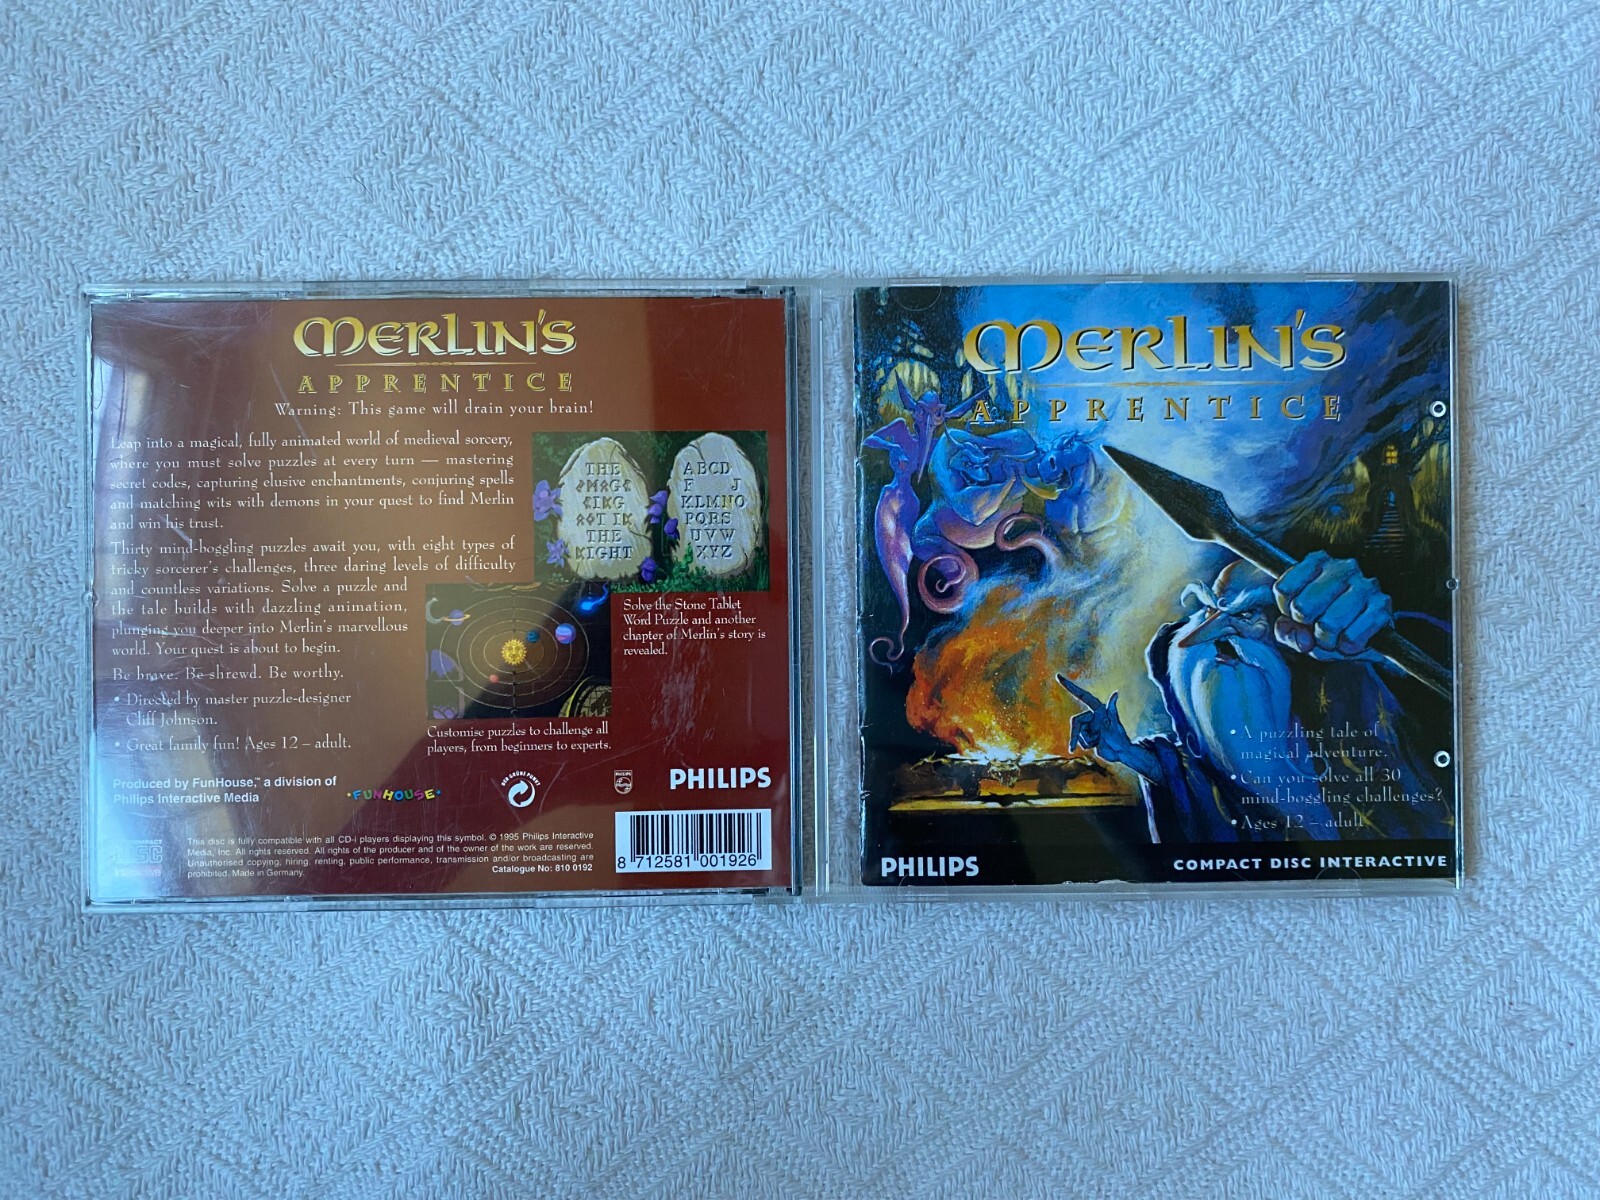 MERLIN'S
APPRENTICE
Warning: This game will drain your brain!
Leap into a magical, fully animated world of medieval sorcery,
where you must solve puzzles at every turn — mastering
secret codes, capturing elusive enchantments, conjuring spells
and matching wits with demons in your quest to find Merlin
and win his trust.
Thirty mind-boggling puzzles await you, with eight types of
tricky sorcerer's challenges, three daring levels of difficulty
and countless variations. Solve a puzzle and
the tale builds with dazzling animation,
plunging you deeper into Merlin's marvellous
world. Your quest is about to begin.
Be brave. Be shrewd. Be worthy.
• Directed by master puzzle-designer
Cliff Johnson.
• Great family fun! Ages 12 – adult.
THE
KING
THE
ABCD
F J
KLMNO
PQRS
UVW
XYZ
Solve the Stone Tablet
Word Puzzle and another
chapter of Merlin's story is
revealed.
Customise puzzles to challenge all
players, from beginners to experts.
Produced by FunHouse,™ a division of
Philips Interactive Media
•FUNHOUSE•
DER GRÜNE PUNKT
PHILIPS
PHILIPS
This disc is fully compatible with all CD-i players displaying this symbol. © 1995 Philips Interactive
Media, Inc. All rights reserved. All rights of the producer and of the owner of the work are reserved.
Unauthorised copying, hiring, renting, public performance, transmission and/or broadcasting are
prohibited. Made in Germany.
Catalogue No: 810 0192
8 712581 001926
MERLIN'S
APPRENTICE
• A puzzling tale of
magical adventure.
• Can you solve all 30
mind-boggling challenges?
• Ages 12 – adult
PHILIPS
COMPACT DISC INTERACTIVE